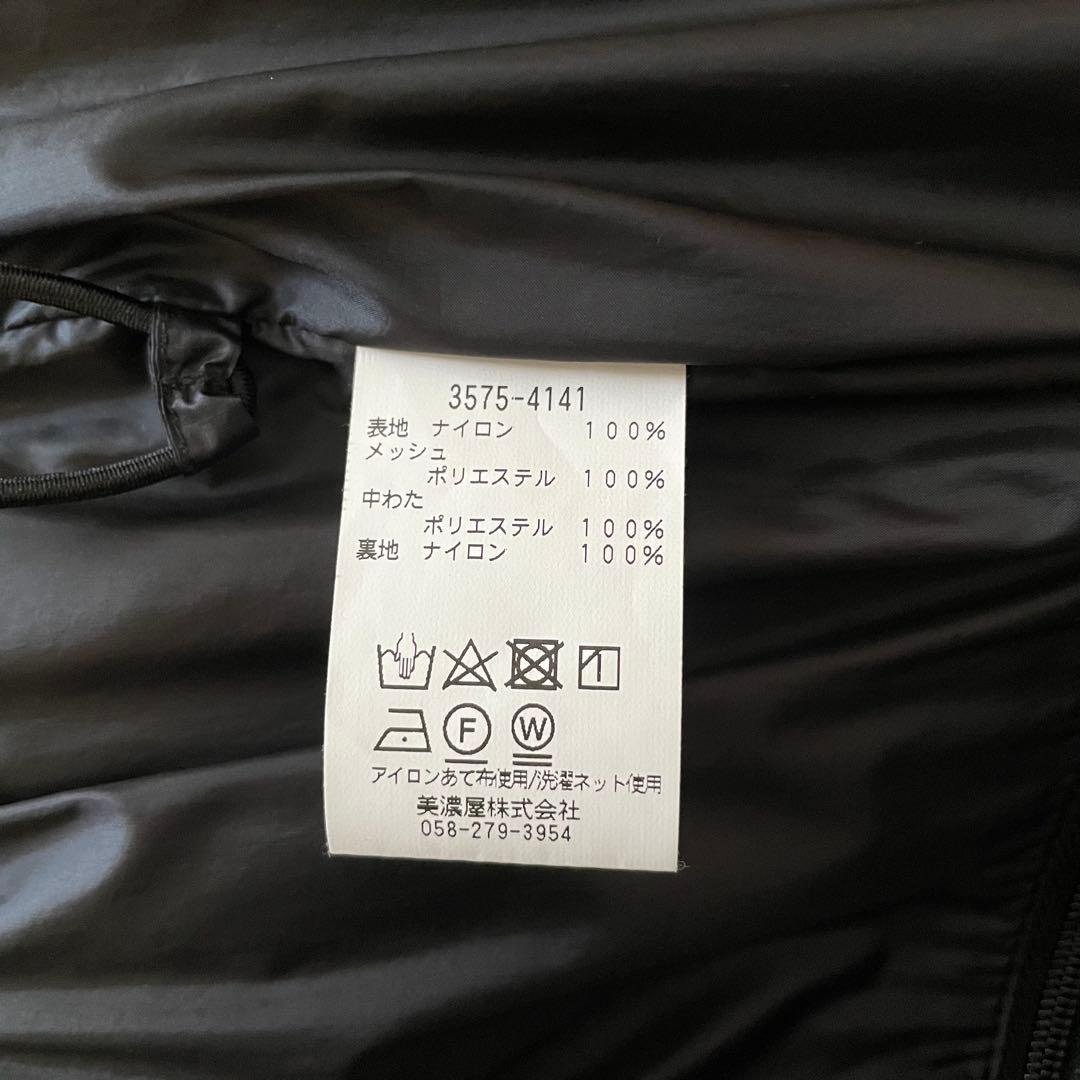 3575-4141
表地 ナイロン 100%
メッシュ
ポリエステル 100%
中わた
ポリエステル 100%
裏地 ナイロン 100%
F W
アイロンあて布使用/洗濯ネット使用
美濃屋株式会社
058-279-3954